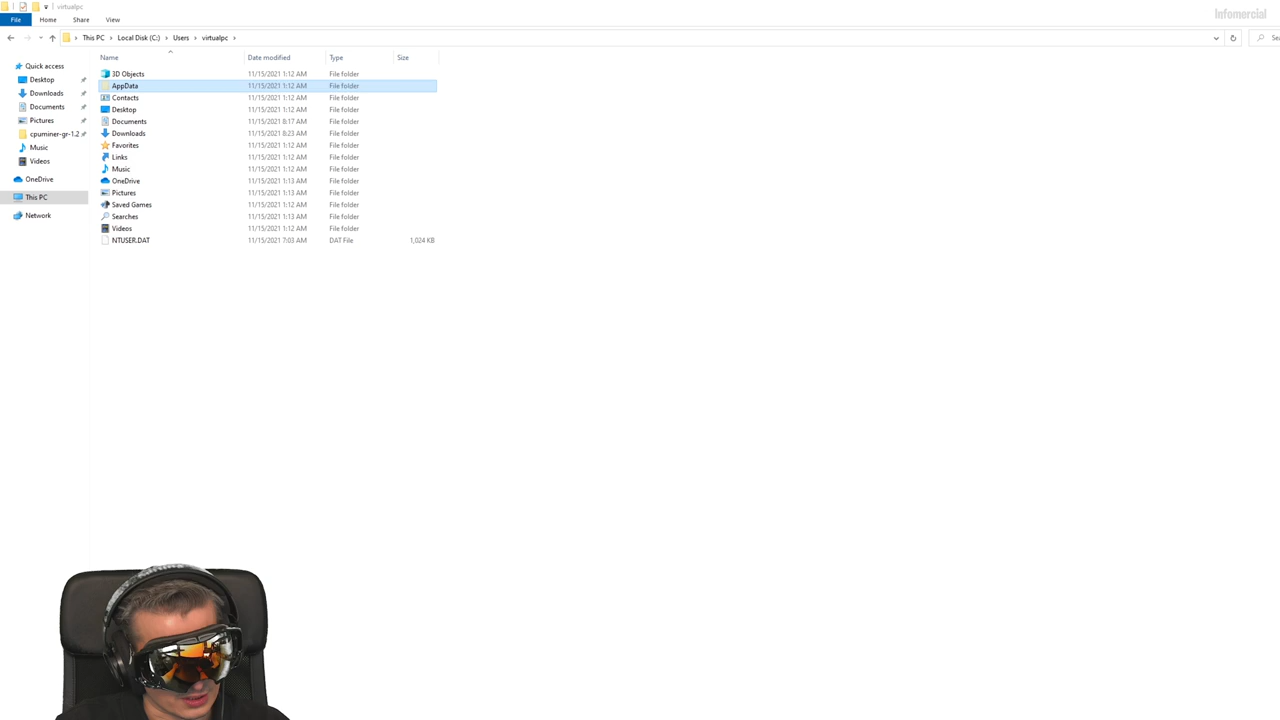 virtualpc
File Home Share View
Infomercial
This PC Local Disk (C:) Users virtualpc
Name Date modified Type Size
Quick access
Desktop
Downloads
Documents
Pictures
cpuminer-gr-1.2
Music
Videos
OneDrive
This PC
Network
3D Objects 11/15/2021 1:12 AM File folder
AppData 11/15/2021 1:12 AM File folder
Contacts 11/15/2021 1:12 AM File folder
Desktop 11/15/2021 1:12 AM File folder
Documents 11/15/2021 8:17 AM File folder
Downloads 11/15/2021 8:23 AM File folder
Favorites 11/15/2021 1:12 AM File folder
Links 11/15/2021 1:12 AM File folder
Music 11/15/2021 1:12 AM File folder
OneDrive 11/15/2021 1:13 AM File folder
Pictures 11/15/2021 1:13 AM File folder
Saved Games 11/15/2021 1:12 AM File folder
Searches 11/15/2021 1:13 AM File folder
Videos 11/15/2021 1:12 AM File folder
NTUSER.DAT 11/15/2021 7:03 AM DAT File 1,024 KB